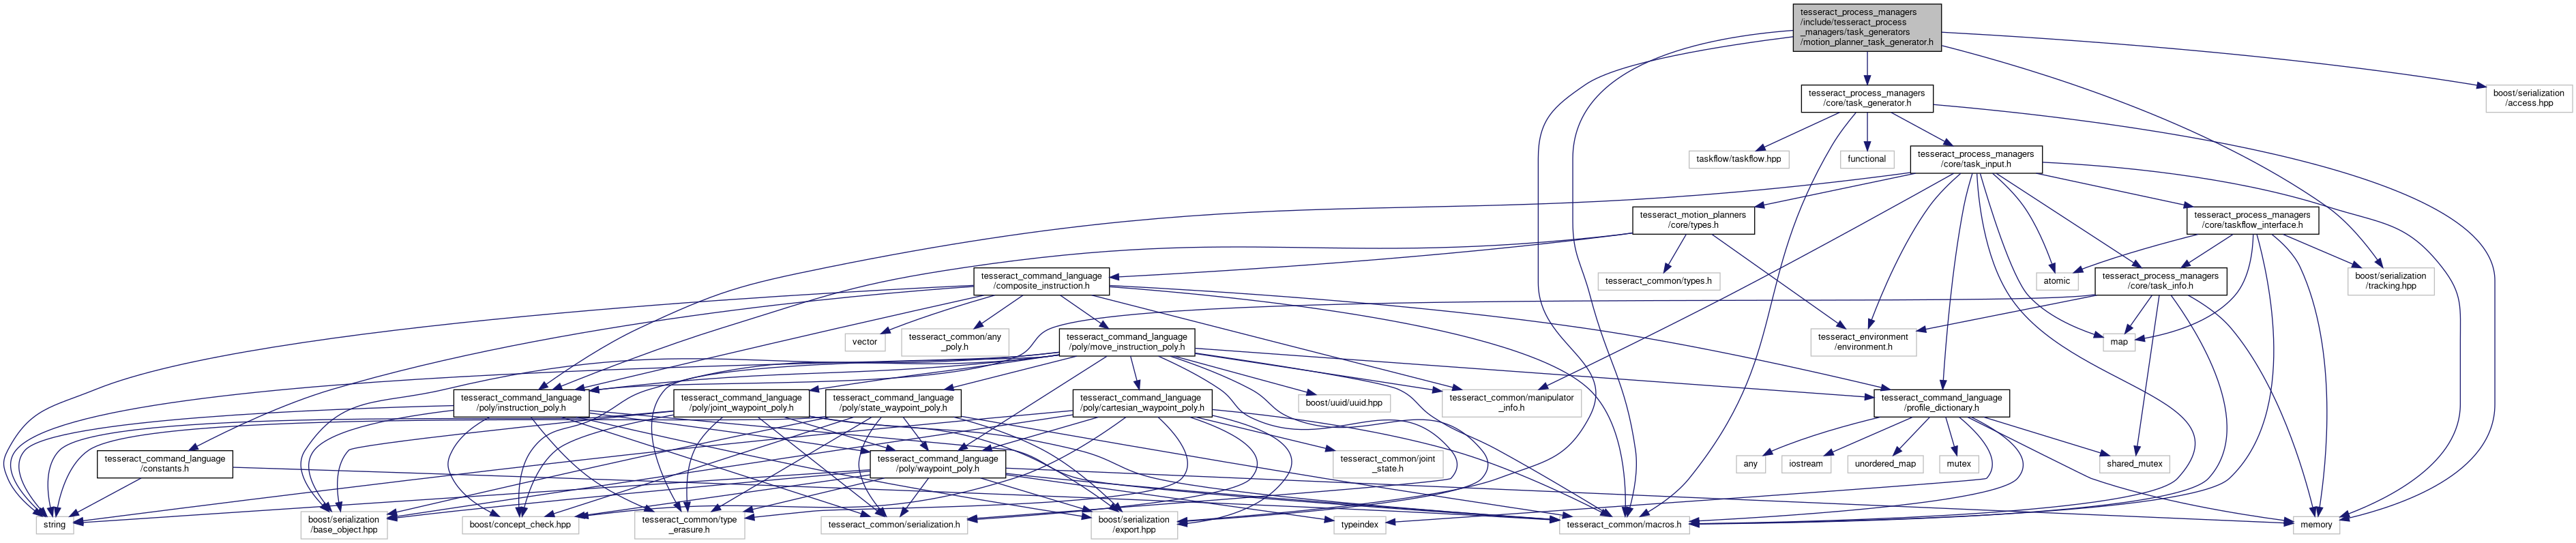 tesseract_process_managers
/include/tesseract_process
_managers/task_generators
/motion_planner_task_generator.h
tesseract_process_managers
/core/task_generator.h
boost/serialization
/access.hpp
taskflow/taskflow.hpp
functional
tesseract_process_managers
/core/task_input.h
tesseract_motion_planners
/core/types.h
tesseract_process_managers
/core/taskflow_interface.h
tesseract_command_language
/composite_instruction.h
tesseract_common/types.h
atomic
tesseract_process_managers
/core/task_info.h
boost/serialization
/tracking.hpp
vector
tesseract_common/any
_poly.h
tesseract_command_language
/poly/move_instruction_poly.h
tesseract_environment
/environment.h
map
tesseract_command_language
/poly/instruction_poly.h
tesseract_command_language
/poly/joint_waypoint_poly.h
tesseract_command_language
/poly/state_waypoint_poly.h
tesseract_command_language
/poly/cartesian_waypoint_poly.h
boost/uuid/uuid.hpp
tesseract_common/manipulator
_info.h
tesseract_command_language
/profile_dictionary.h
tesseract_command_language
/constants.h
tesseract_command_language
/poly/waypoint_poly.h
tesseract_common/joint
_state.h
any
iostream
unordered_map
mutex
shared_mutex
string
boost/serialization
/base_object.hpp
boost/concept_check.hpp
tesseract_common/type
_erasure.h
tesseract_common/serialization.h
boost/serialization
/export.hpp
typeindex
tesseract_common/macros.h
memory